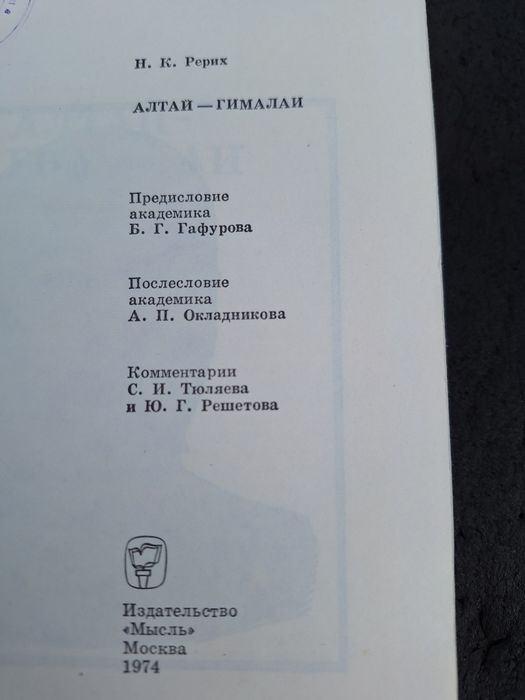 Н. К. Рерих
АЛТАЙ — ГИМАЛАИ
Предисловие
академика
Б. Г. Гафурова
Послесловие
академика
А. П. Окладникова
Комментарии
С. И. Тюляева
и Ю. Г. Решетова
Издательство
«Мысль»
Москва
1974